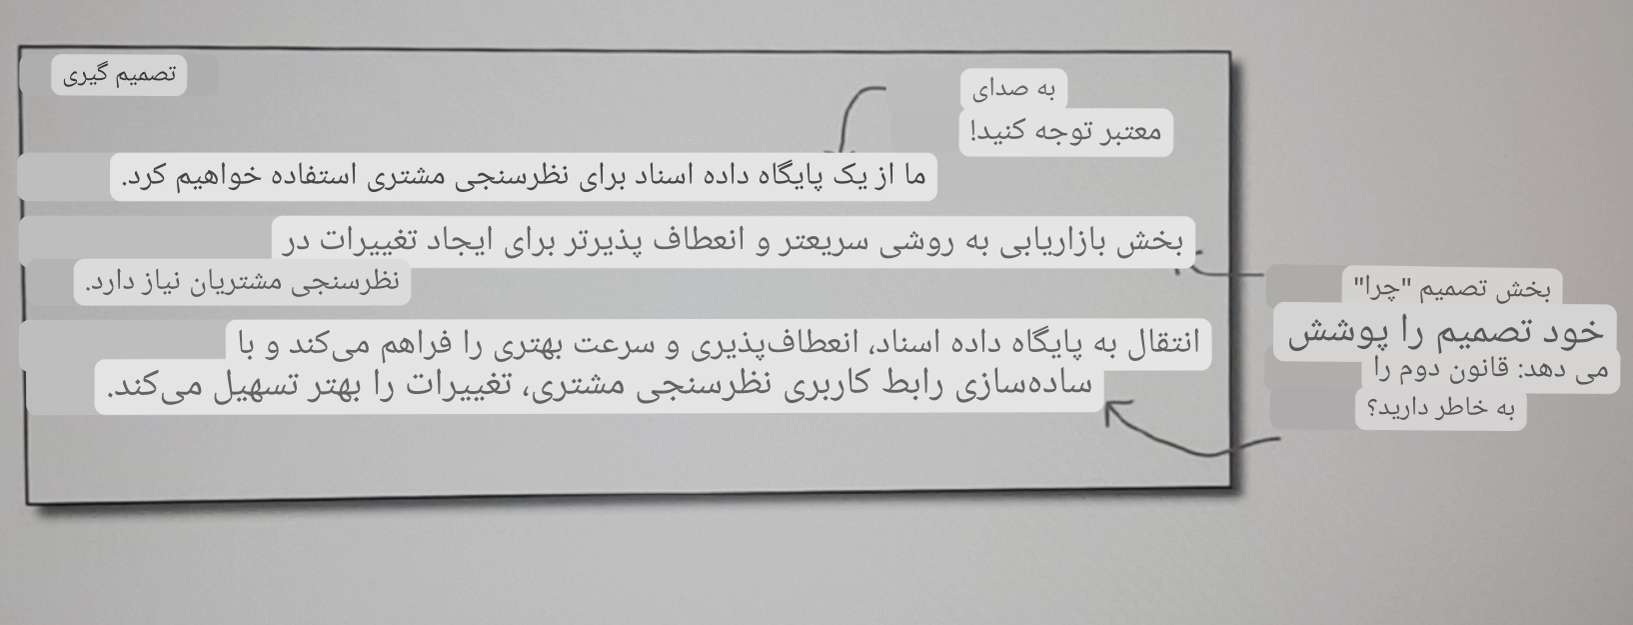 تصمیم گیری
به صدای
معتبر توجه کنید!
ما از یک پایگاه داده اسناد برای نظرسنجی مشتری استفاده خواهیم کرد.
بخش بازاریابی به روشی سریعتر و انعطاف پذیرتر برای ایجاد تغییرات در
نظرسنجی مشتریان نیاز دارد.
انتقال به پایگاه داده اسناد، انعطاف‌پذیری و سرعت بهتری را فراهم می‌کند و با
ساده‌سازی رابط کاربری نظرسنجی مشتری، تغییرات را بهتر تسهیل می‌کند.
بخش تصمیم "چرا"
خود تصمیم را پوشش
می دهد: قانون دوم را
به خاطر دارید؟